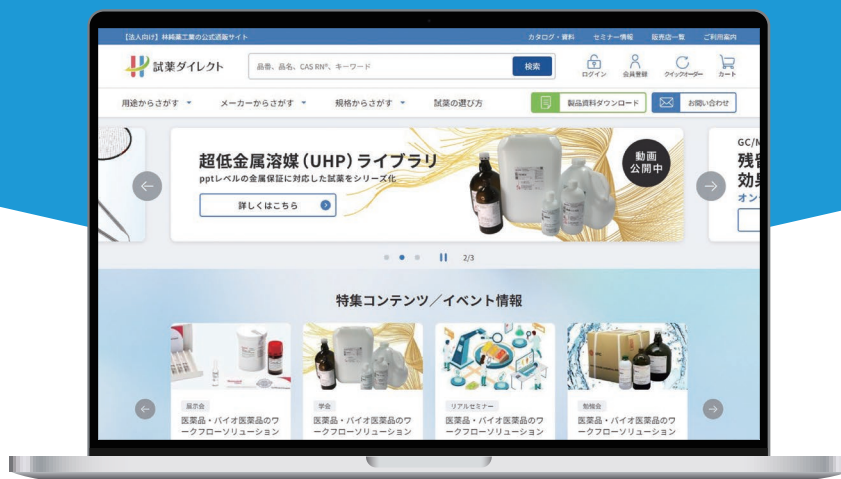 【法人向け】林純薬工業の公式通販サイト
カタログ・資料 セミナー情報 販売店一覧 ご利用案内
試薬ダイレクト
品番、品名、CAS RN®、キーワード
検索
ログイン 会員登録 クイックオーダー カート
用途からさがす メーカーからさがす 規格からさがす 試薬の選び方
製品資料ダウンロード お問い合わせ
超低金属溶媒（UHP）ライブラリ
pptレベルの金属保証に対応した試薬をシリーズ化
詳しくはこちら
動画
公開中
GC/M
残留
効果
オン
2/3
特集コンテンツ／イベント情報
展示会
医薬品・バイオ医薬品のワ
ークフローソリューション
学会
医薬品・バイオ医薬品のワ
ークフローソリューション
リアルセミナー
医薬品・バイオ医薬品のワ
ークフローソリューション
勉強会
医薬品・バイオ医薬品のワ
ークフローソリューション